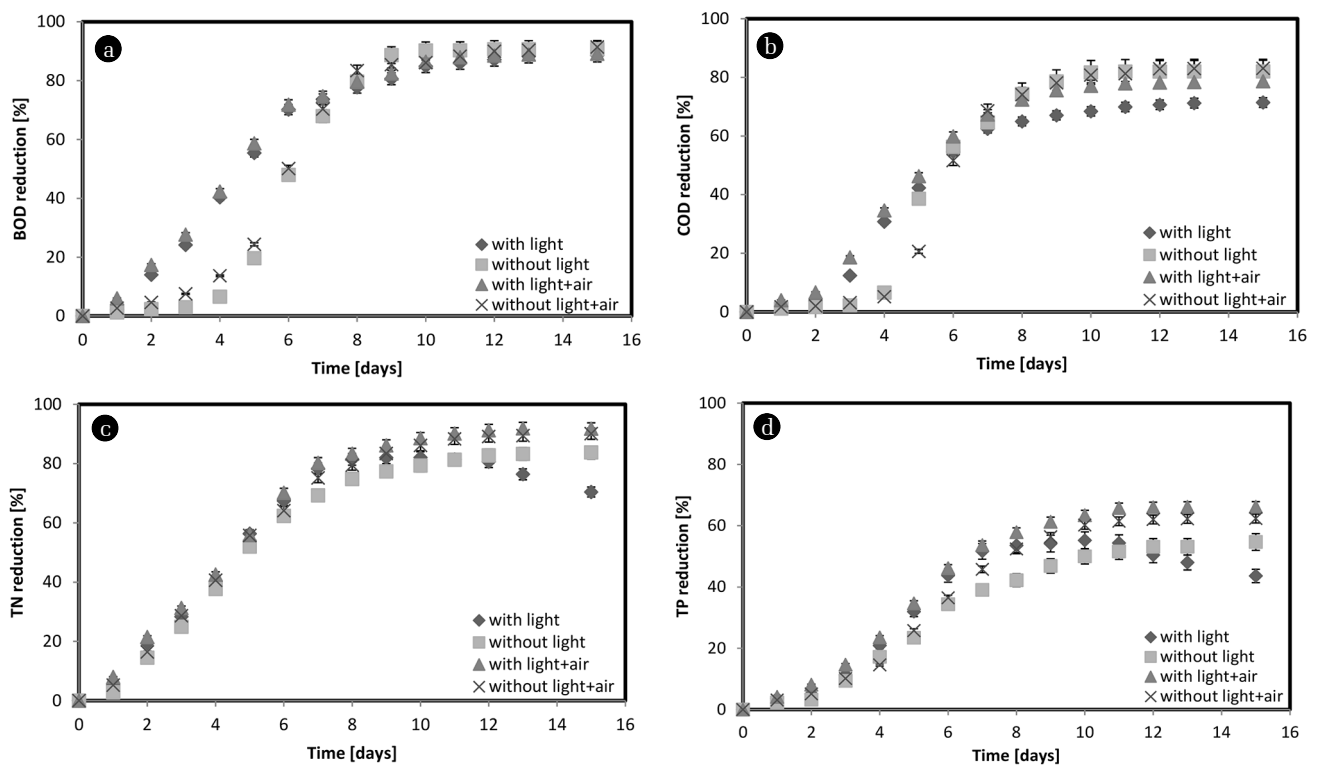 a
BOD reduction [%]
100
80
60
40
20
0
with light
without light
with light+air
without light+air
0 2 4 6 8 10 12 14 16
Time [days]
b
COD reduction [%]
100
80
60
40
20
0
with light
without light
with light+air
without light+air
0 2 4 6 8 10 12 14 16
Time [days]
c
TN reduction [%]
100
80
60
40
20
0
with light
without light
with light+air
without light+air
0 2 4 6 8 10 12 14 16
Time [days]
d
TP reduction [%]
100
80
60
40
20
0
with light
without light
with light+air
without light+air
0 2 4 6 8 10 12 14 16
Time [days]